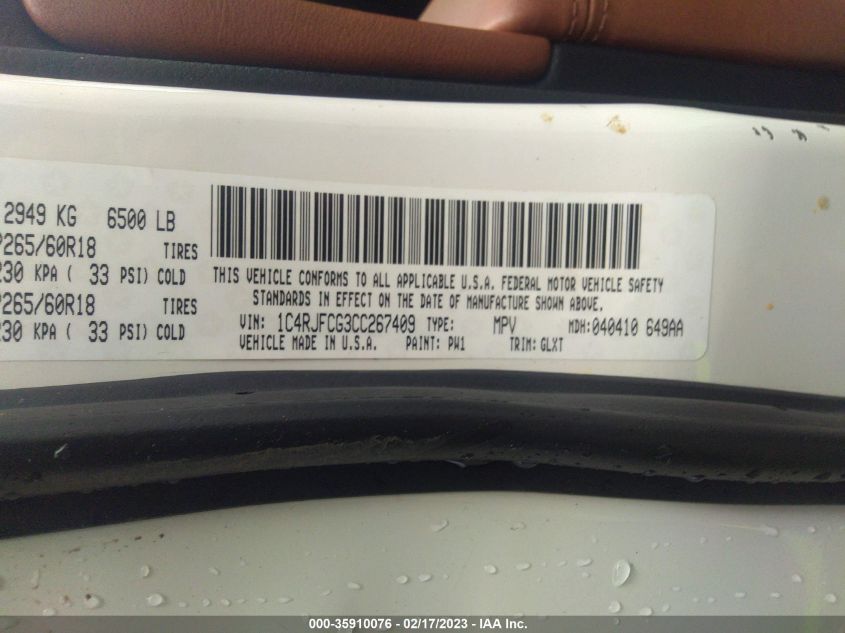 2949 KG 6500 LB
P265/60R18 TIRES
230 KPA ( 33 PSI) COLD
P265/60R18 TIRES
230 KPA ( 33 PSI) COLD
THIS VEHICLE CONFORMS TO ALL APPLICABLE U.S.A. FEDERAL MOTOR VEHICLE SAFETY
STANDARDS IN EFFECT ON THE DATE OF MANUFACTURE SHOWN ABOVE.
VIN: 1C4RJFCG3CC267409 TYPE: MPV MDH:040410 649AA
VEHICLE MADE IN U.S.A. PAINT: PW1 TRIM: GLXT
000-35910076 - 02/17/2023 - IAA Inc.